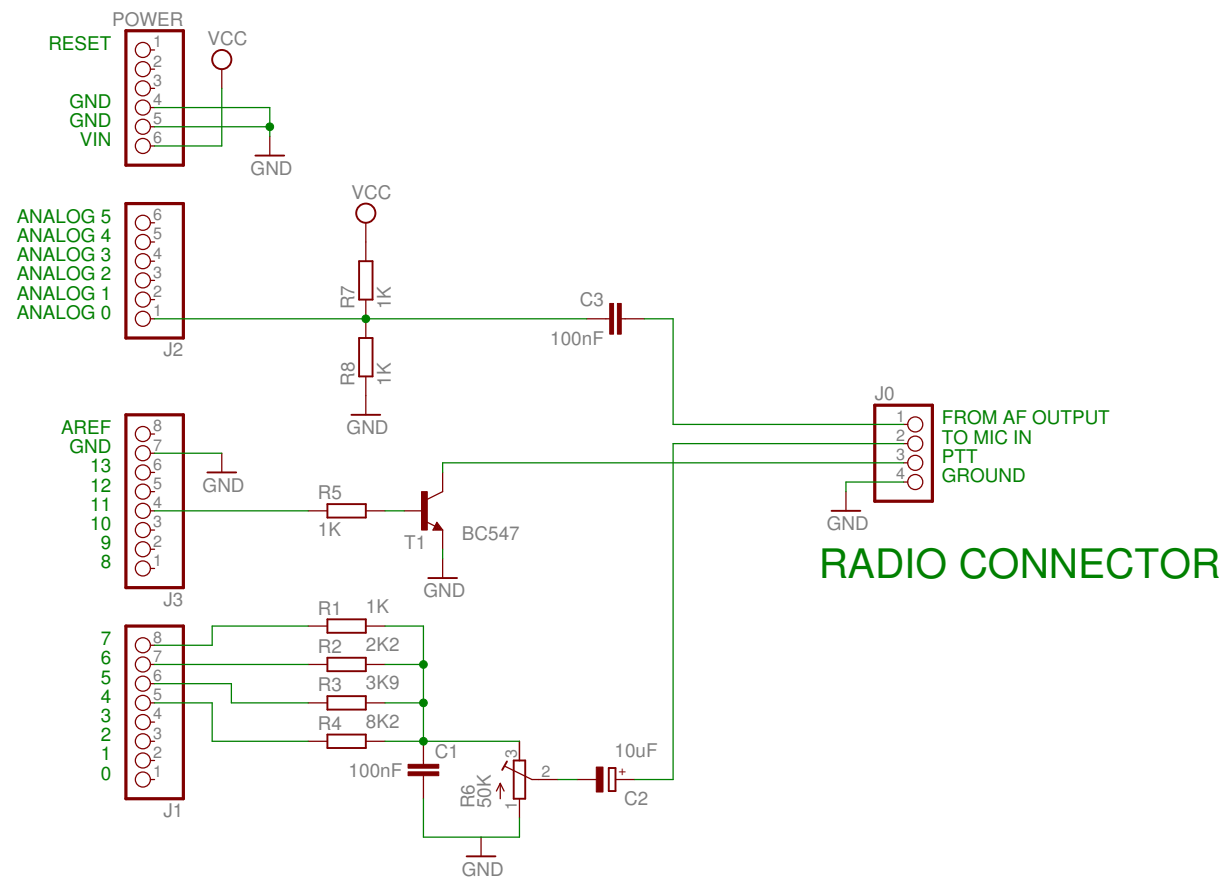 POWER
RESET
GND
GND
VIN
1
2
3
4
5
6
VCC
GND
ANALOG 5
ANALOG 4
ANALOG 3
ANALOG 2
ANALOG 1
ANALOG 0
6
5
4
3
2
1
J2
VCC
R7
1K
R8
1K
GND
C3
100nF
J0
1
2
3
4
FROM AF OUTPUT
TO MIC IN
PTT
GROUND
GND
RADIO CONNECTOR
AREF
GND
13
12
11
10
9
8
8
7
6
5
4
3
2
1
J3
GND
R5
1K
T1
BC547
GND
7
6
5
4
3
2
1
0
8
7
6
5
4
3
2
1
J1
R1 1K
R2 2K2
R3 3K9
R4 8K2
C1
100nF
R6
50K
3
2
1
10uF
+
C2
GND